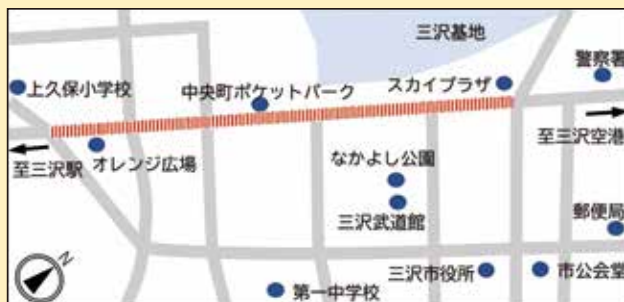 三沢基地
警察署
スカイプラザ
上久保小学校
中央町ポケットパーク
至三沢空港
至三沢駅
オレンジ広場
なかよし公園
三沢武道館
郵便局
三沢市役所
市公会堂
第一中学校
N